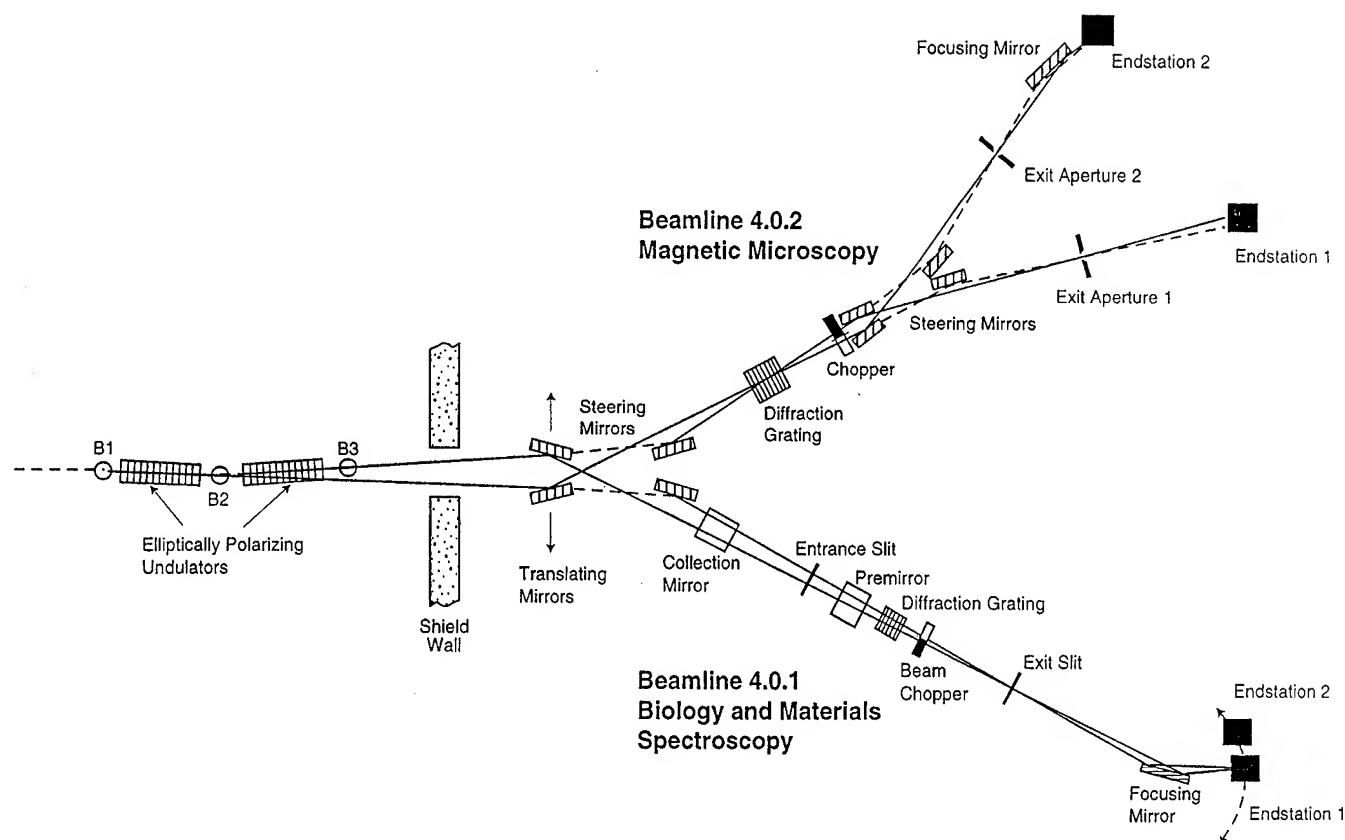 Focusing Mirror
Endstation 2
Exit Aperture 2
Beamline 4.0.2
Magnetic Microscopy
Endstation 1
Exit Aperture 1
Steering Mirrors
Chopper
Diffraction
Grating
Steering
Mirrors
B1
B2
B3
Elliptically Polarizing
Undulators
Shield
Wall
Translating
Mirrors
Collection
Mirror
Entrance Slit
Premirror
Diffraction Grating
Beam
Chopper
Exit Slit
Beamline 4.0.1
Biology and Materials
Spectroscopy
Endstation 2
Focusing
Mirror
Endstation 1